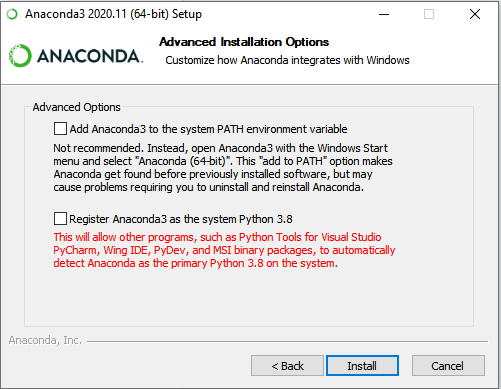 Anaconda3 2020.11 (64-bit) Setup
Advanced Installation Options
Customize how Anaconda integrates with Windows
ANACONDA.
Advanced Options
Add Anaconda3 to the system PATH environment variable
Not recommended. Instead, open Anaconda3 with the Windows Start
menu and select "Anaconda (64-bit)". This "add to PATH" option makes
Anaconda get found before previously installed software, but may
cause problems requiring you to uninstall and reinstall Anaconda.
Register Anaconda3 as the system Python 3.8
This will allow other programs, such as Python Tools for Visual Studio
PyCharm, Wing IDE, PyDev, and MSI binary packages, to automatically
detect Anaconda as the primary Python 3.8 on the system.
Anaconda, Inc.
< Back
Install
Cancel